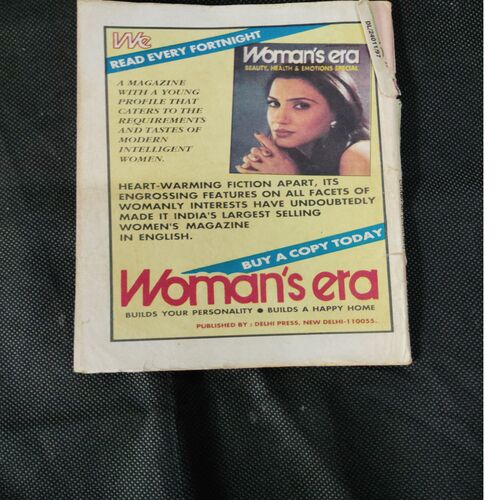 We
READ EVERY FORTNIGHT
DL/24011/97
Woman's era
BEAUTY, HEALTH & EMOTIONS SPECIAL
A MAGAZINE
WITH A YOUNG
PROFILE THAT
CATERS TO THE
REQUIREMENTS
AND TASTES OF
MODERN
INTELLIGENT
WOMEN.
HEART-WARMING FICTION APART, ITS
ENGROSSING FEATURES ON ALL FACETS OF
WOMANLY INTERESTS HAVE UNDOUBTEDLY
MADE IT INDIA'S LARGEST SELLING
WOMEN'S MAGAZINE
IN ENGLISH.
BUY A COPY TODAY
Woman's era
BUILDS YOUR PERSONALITY ● BUILDS A HAPPY HOME
PUBLISHED BY : DELHI PRESS, NEW DELHI-110055.